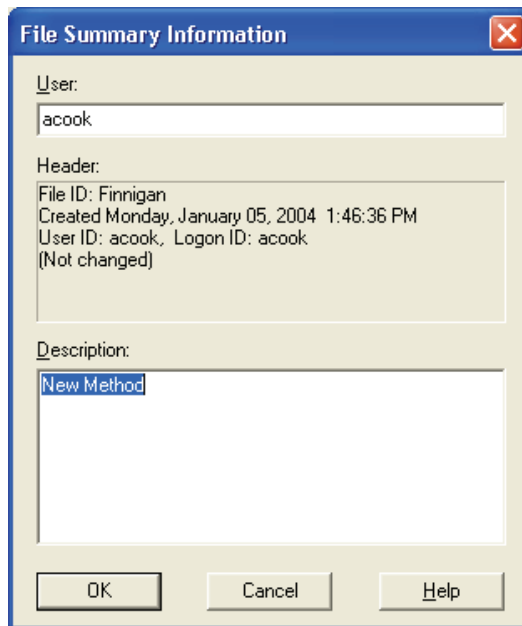 File Summary Information
User:
acook
Header:
File ID: Finnigan
Created Monday, January 05, 2004 1:46:36 PM
User ID: acook, Logon ID: acook
(Not changed)
Description:
New Method
OK Cancel Help